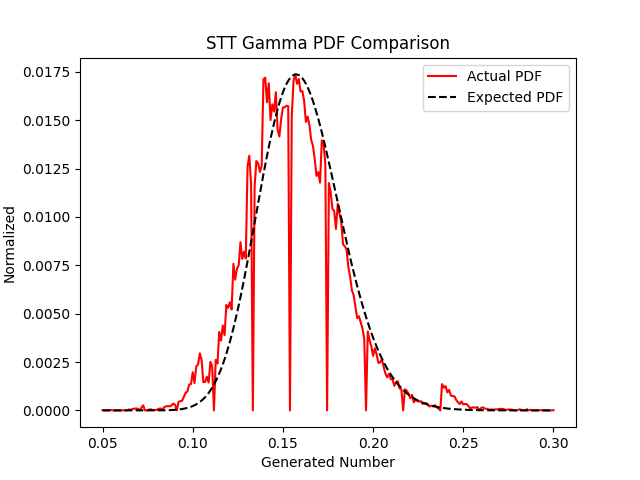 STT Gamma PDF Comparison
Actual PDF
Expected PDF
Normalized
0.0175
0.0150
0.0125
0.0100
0.0075
0.0050
0.0025
0.0000
0.05 0.10 0.15 0.20 0.25 0.30
Generated Number